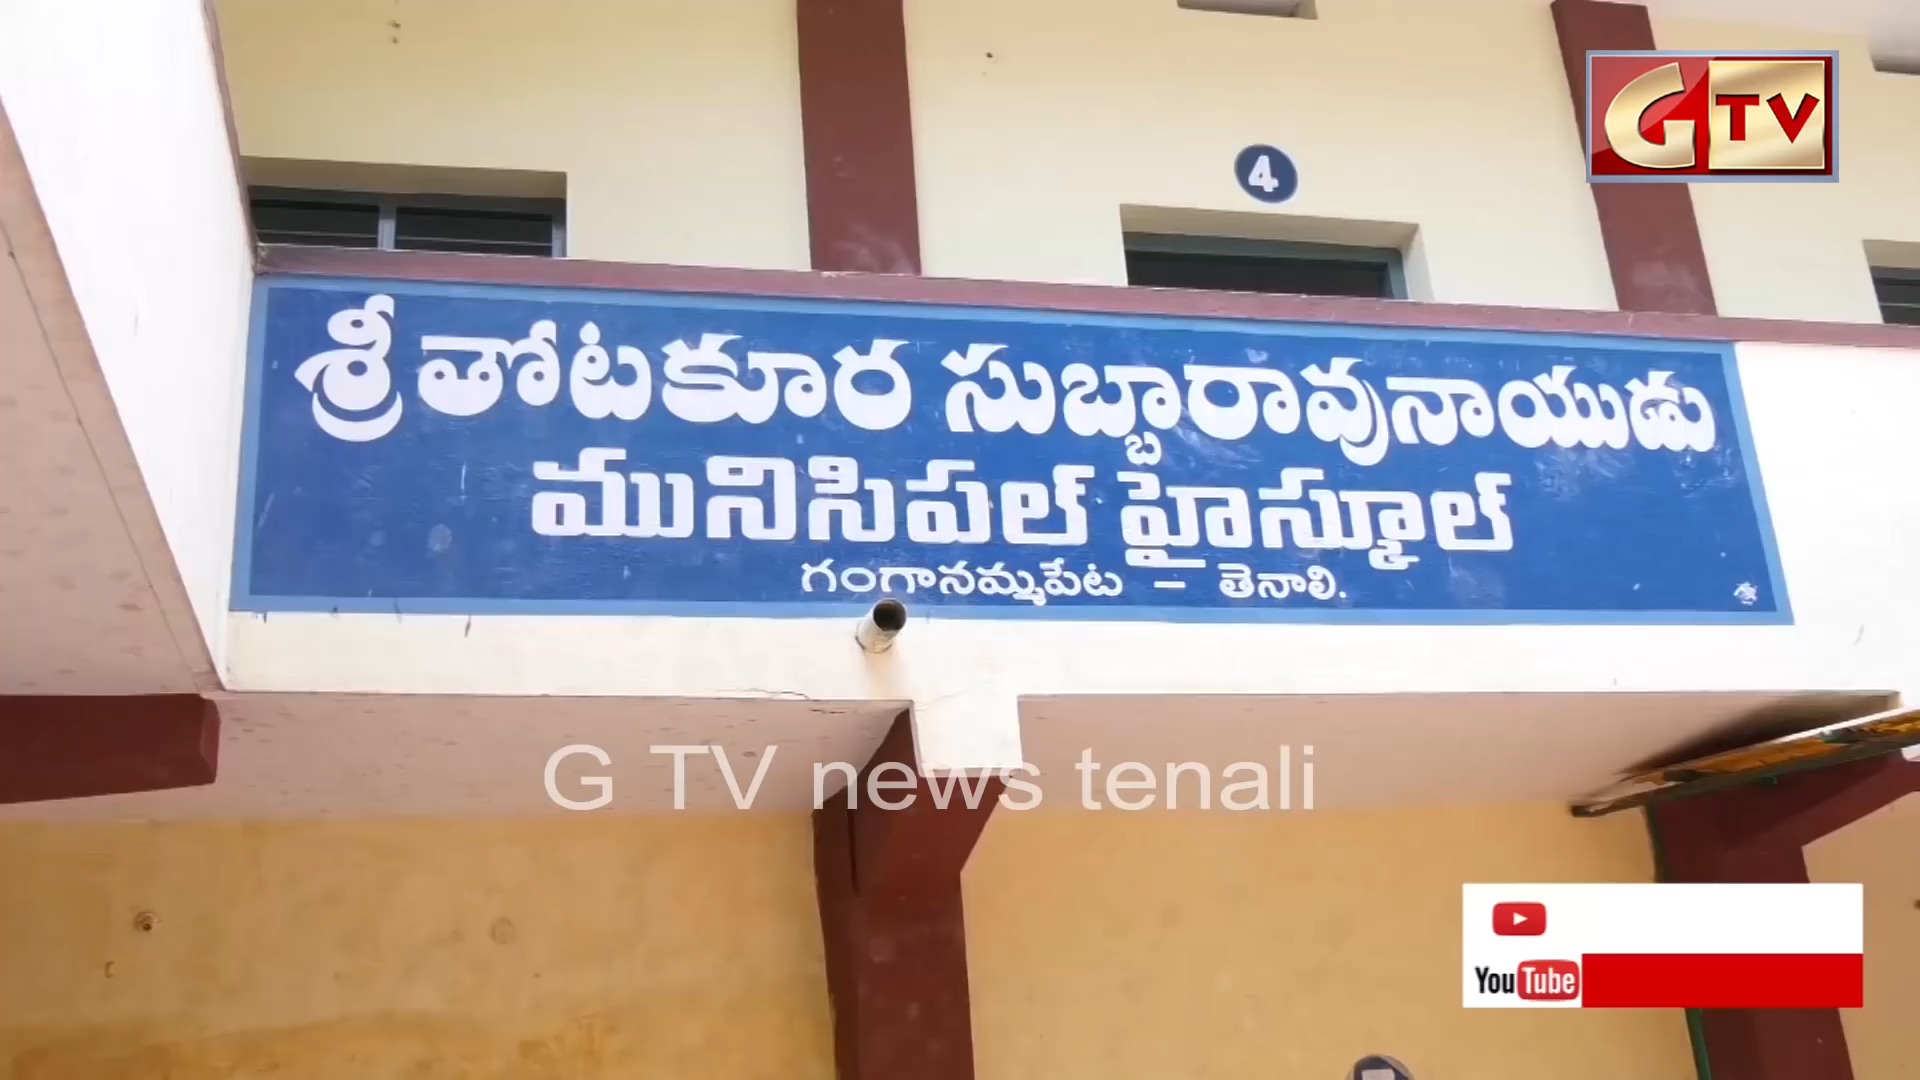 GTV
4
శ్రీ తోటకూర సుబ్బారావునాయుడు
మునిసిపల్ హైస్కూల్
గంగానమ్మపేట – తెనాలి.
G TV news tenali
YouTube